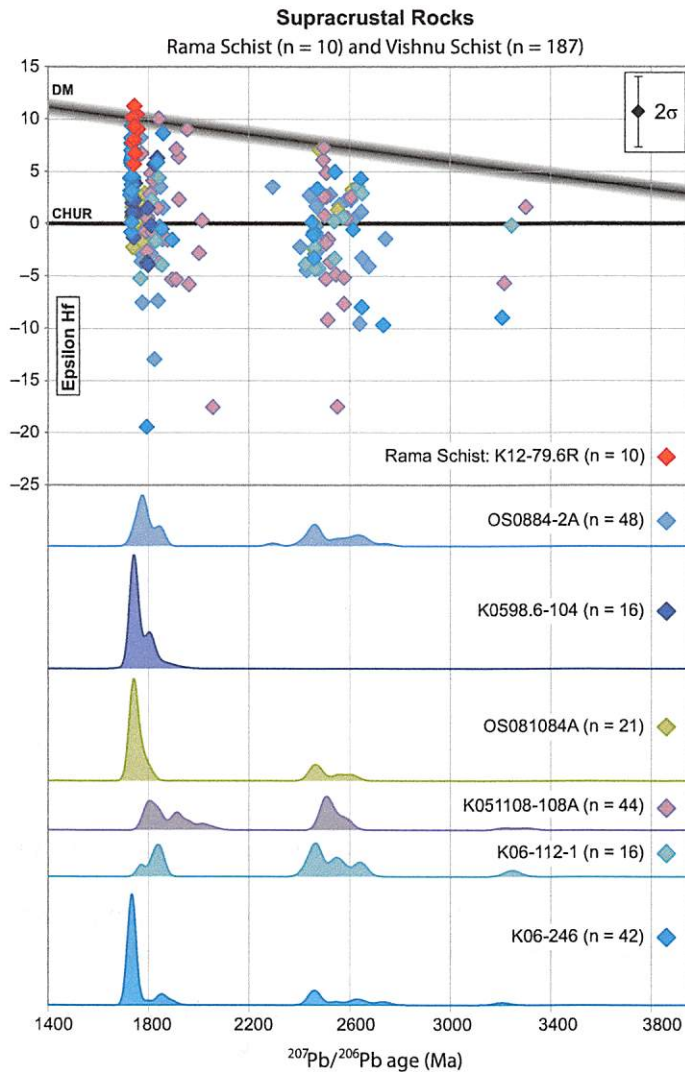 Supracrustal Rocks
Rama Schist (n = 10) and Vishnu Schist (n = 187)
15
DM
10
2σ
5
CHUR
0
–5
Epsilon Hf
–10
–15
–20
Rama Schist: K12-79.6R (n = 10)
–25
OS0884-2A (n = 48)
K0598.6-104 (n = 16)
OS081084A (n = 21)
K051108-108A (n = 44)
K06-112-1 (n = 16)
K06-246 (n = 42)
1400 1800 2200 2600 3000 3400 3800
²⁰⁷Pb/²⁰⁶Pb age (Ma)